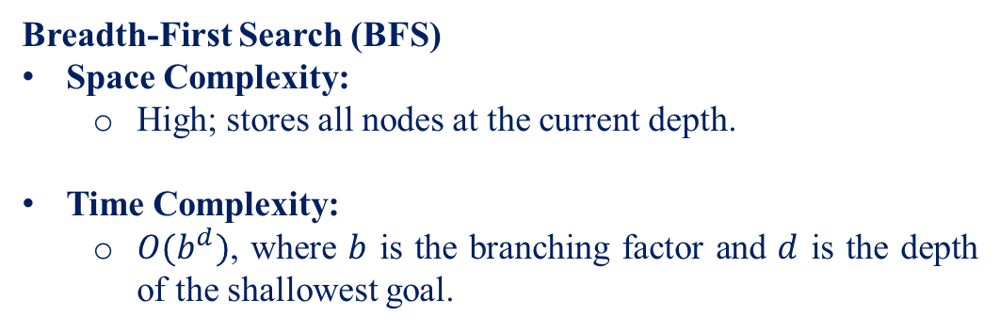 Breadth-First Search (BFS)
• Space Complexity:
o High; stores all nodes at the current depth.
• Time Complexity:
o O(b^d), where b is the branching factor and d is the depth
of the shallowest goal.